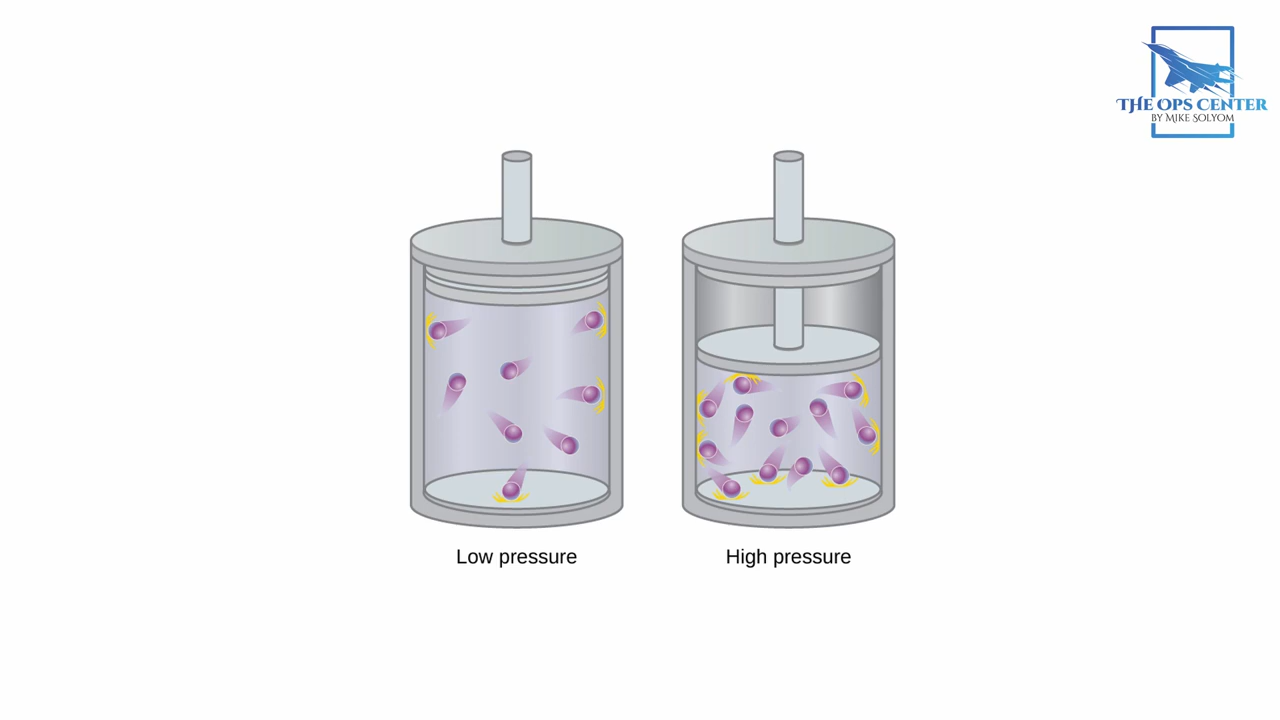 THE OPS CENTER
BY MIKE SOLYOM
Low pressure
High pressure